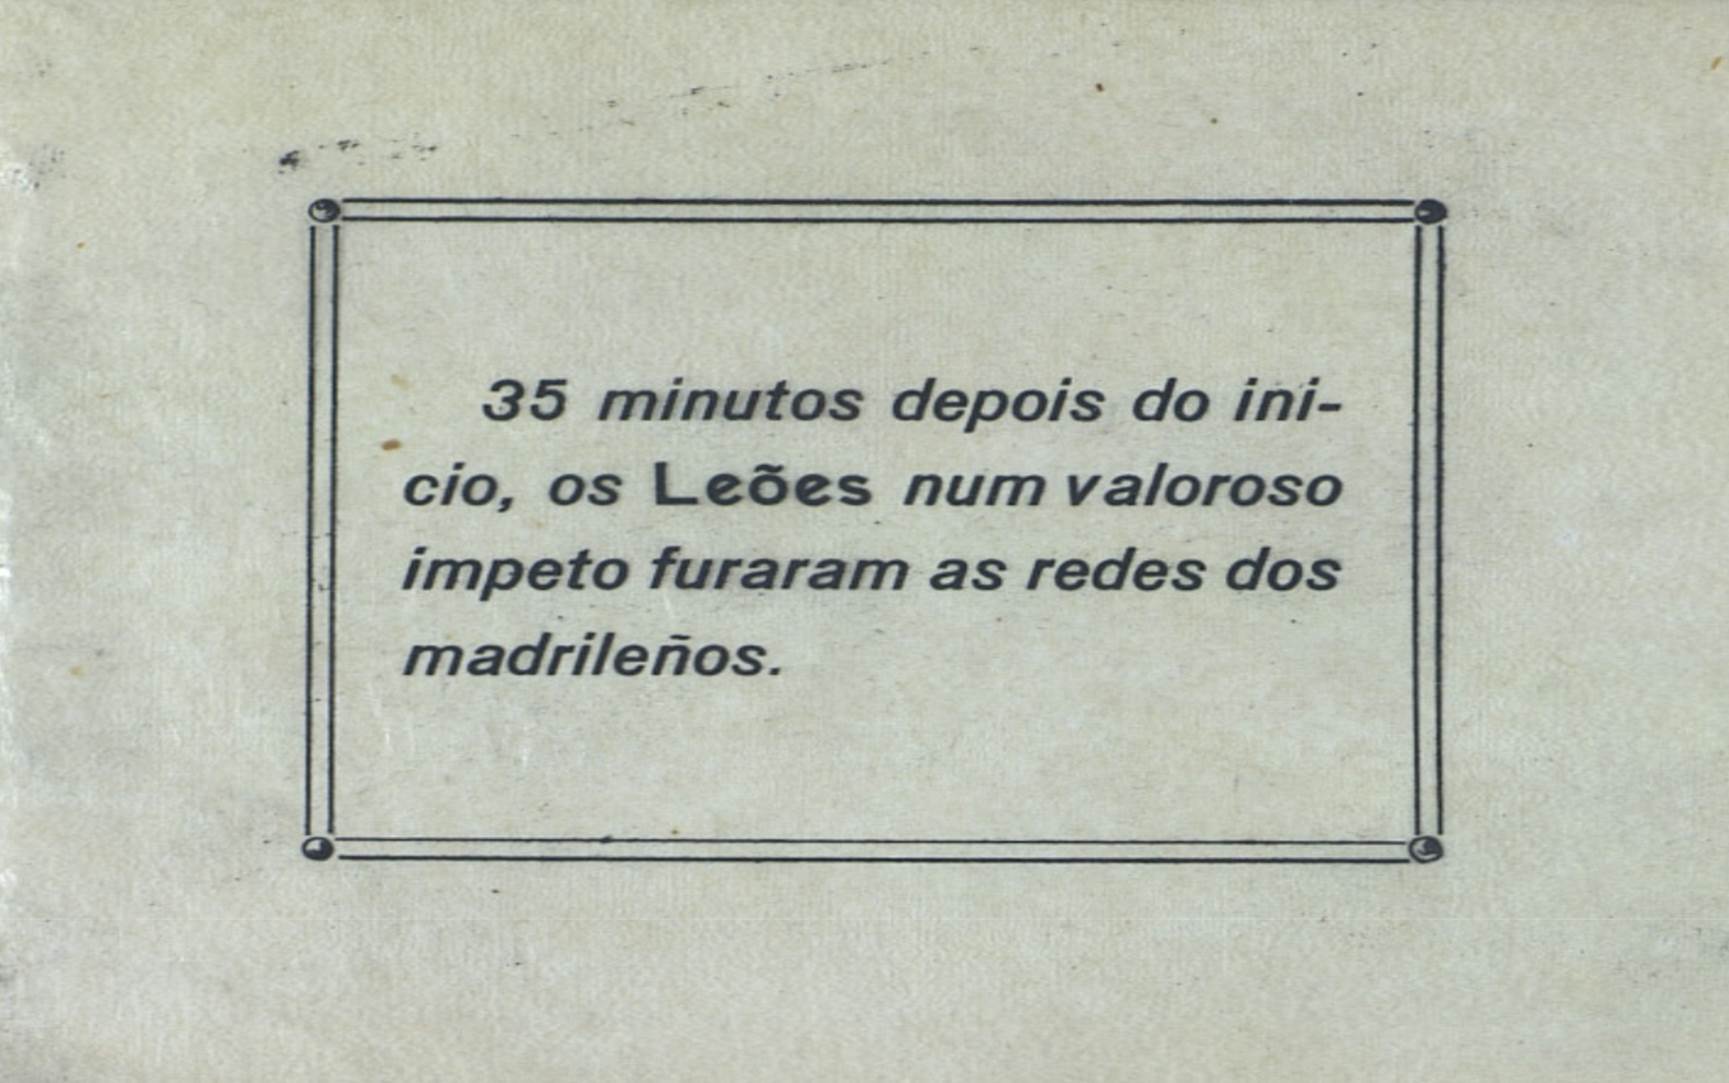 35 minutos depois do ini-
cio, os Leões num valoroso
impeto furaram as redes dos
madrileños.